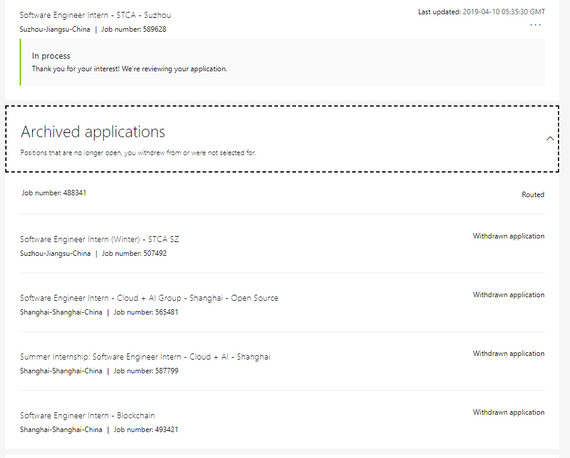 Software Engineer Intern - STCA - Suzhou
Last updated: 2019-04-10 05:35:30 GMT
Suzhou-Jiangsu-China | Job number: 589628
...
In process
Thank you for your interest! We're reviewing your application.
Archived applications
Positions that are no longer open, you withdrew from or were not selected for.
Job number: 488341
Routed
Software Engineer Intern (Winter) - STCA SZ
Withdrawn application
Suzhou-Jiangsu-China | Job number: 507492
Software Engineer Intern - Cloud + AI Group - Shanghai - Open Source
Withdrawn application
Shanghai-Shanghai-China | Job number: 565481
Summer Internship: Software Engineer Intern - Cloud + AI - Shanghai
Withdrawn application
Shanghai-Shanghai-China | Job number: 587799
Software Engineer Intern - Blockchain
Withdrawn application
Shanghai-Shanghai-China | Job number: 493421